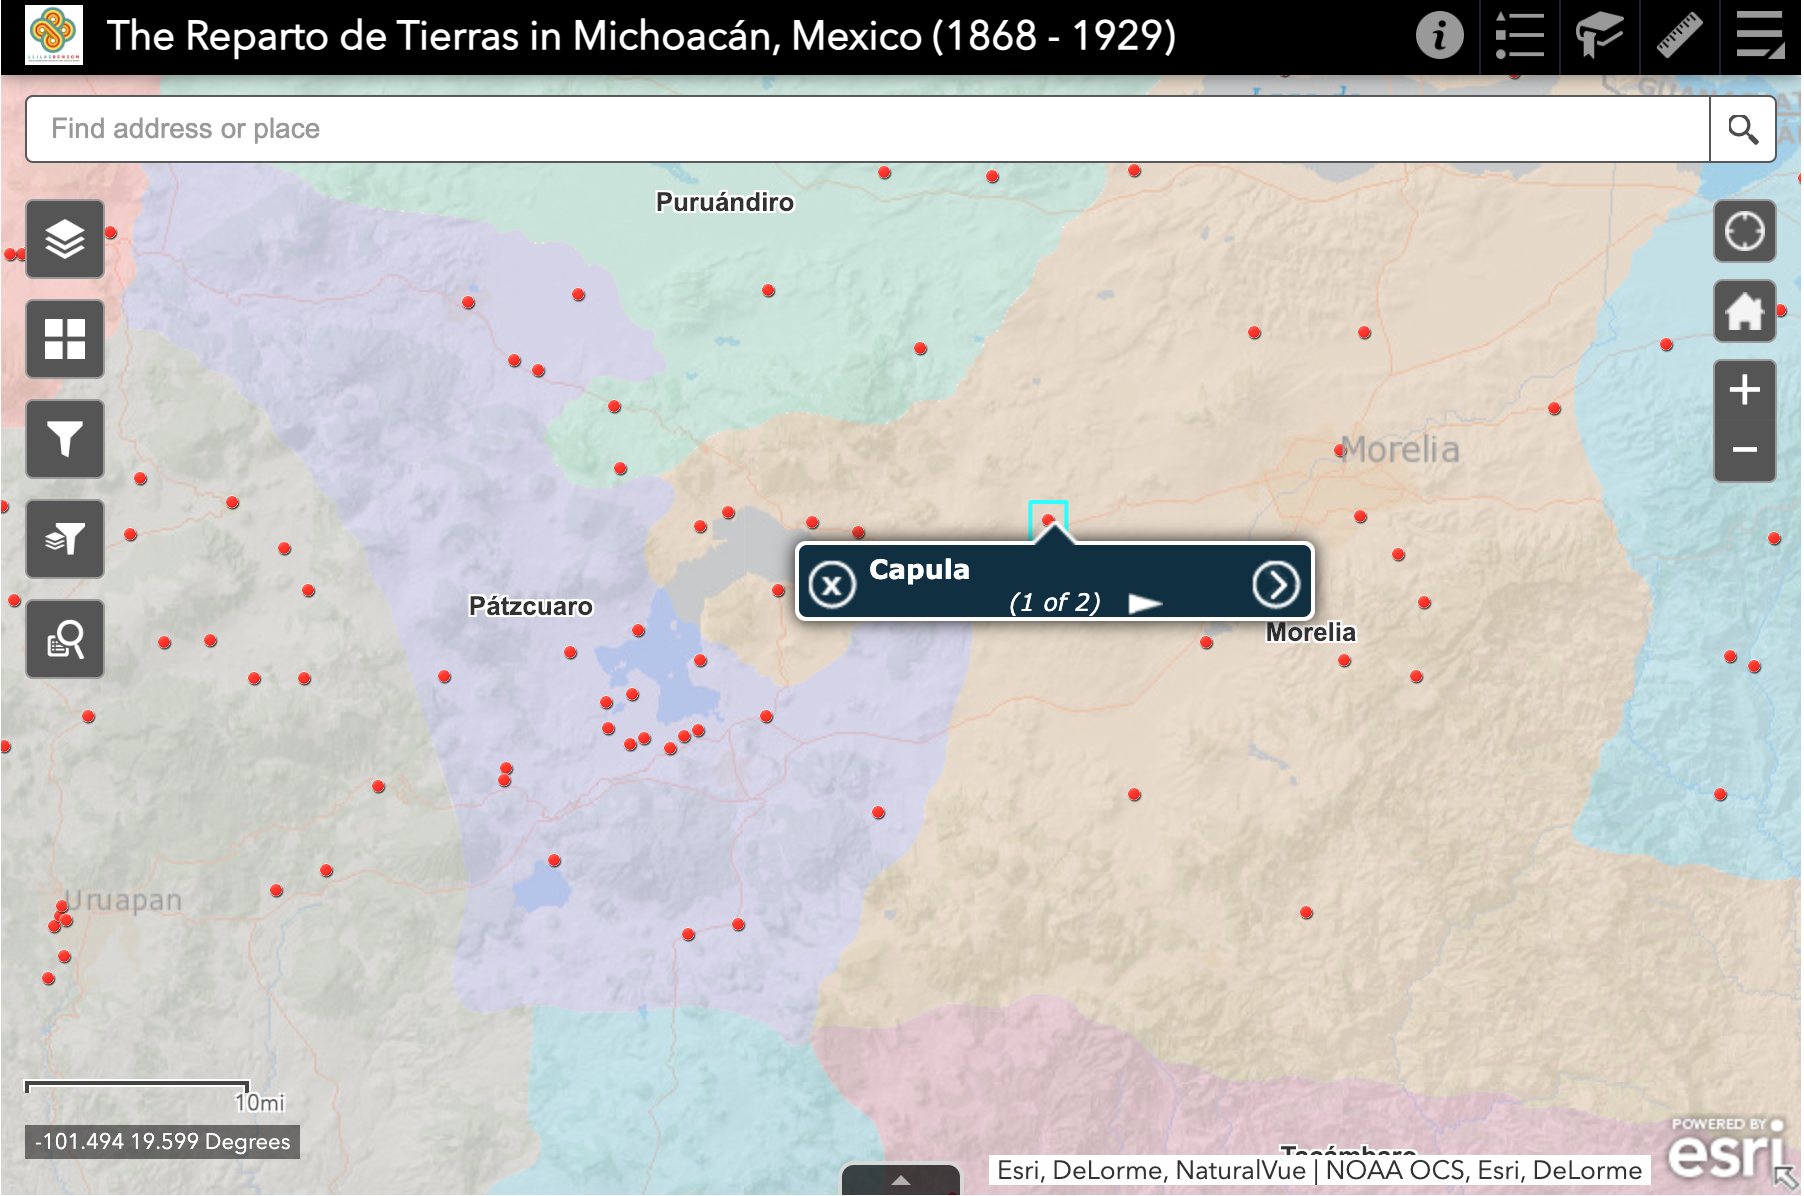 The Reparto de Tierras in Michoacán, Mexico (1868 - 1929)
Find address or place
Puruándiro
Morelia
Capula
(1 of 2)
Pátzcuaro
Morelia
Uruapan
10mi
-101.494 19.599 Degrees
Tacámbaro
POWERED BY
esri
Esri, DeLorme, NaturalVue | NOAA OCS, Esri, DeLorme